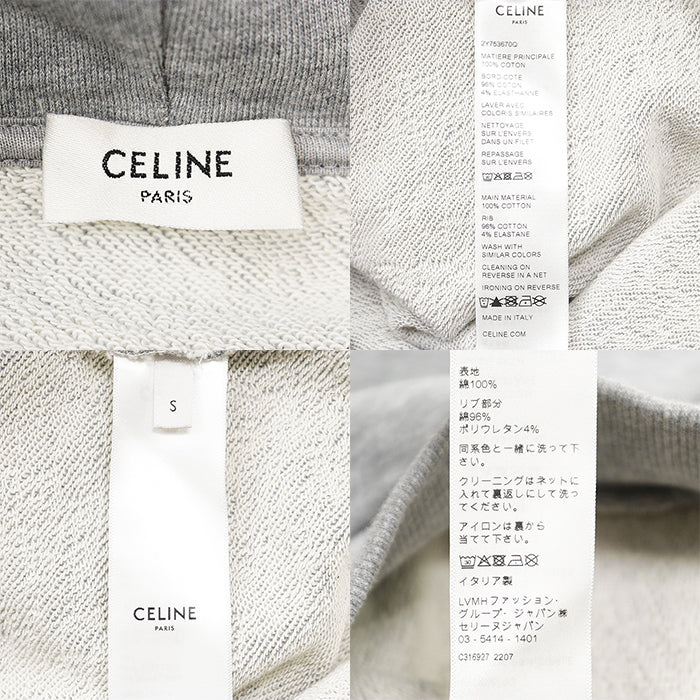 CELINE
PARIS
CELINE
2Y753670Q
MATIERE PRINCIPALE
100% COTON
BORD COTE
96% COTON
4% ELASTHANNE
LAVER AVEC
COLORIS SIMILAIRES
NETTOYAGE
SUR L'ENVERS
DANS UN FILET
REPASSAGE
SUR L'ENVERS
MAIN MATERIAL
100% COTTON
RIB
96% COTTON
4% ELASTANE
WASH WITH
SIMILAR COLORS
CLEANING ON
REVERSE IN A NET
IRONING ON REVERSE
MADE IN ITALY
CELINE.COM
S
CELINE
PARIS
表地
綿100%
リブ部分
綿96%
ポリウレタン4%
同系色と一緒に洗って下
さい。
クリーニングはネットに
入れて裏返しにして洗っ
てください。
アイロンは裏から
当てて下さい。
イタリア製
LVMHファッション・
グループ・ジャパン㈱
セリーヌジャパン
03 - 5414 - 1401
C316927 2207